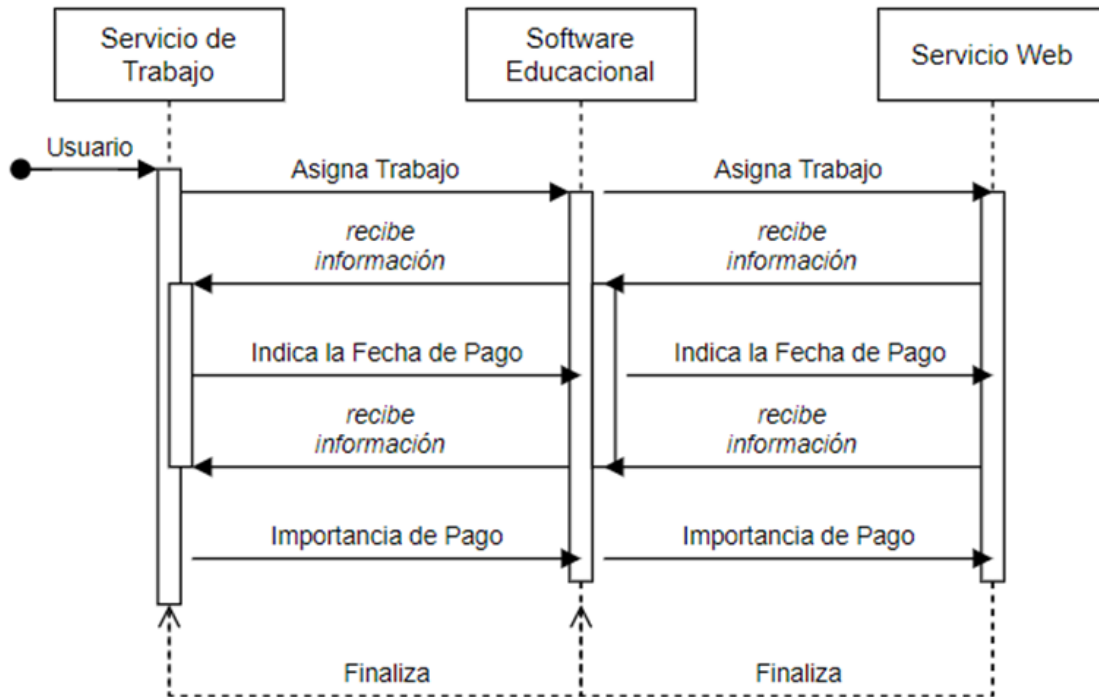 Servicio de
Trabajo
Software
Educacional
Servicio Web
Usuario
Asigna Trabajo
Asigna Trabajo
recibe
información
recibe
información
Indica la Fecha de Pago
Indica la Fecha de Pago
recibe
información
recibe
información
Importancia de Pago
Importancia de Pago
Finaliza
Finaliza